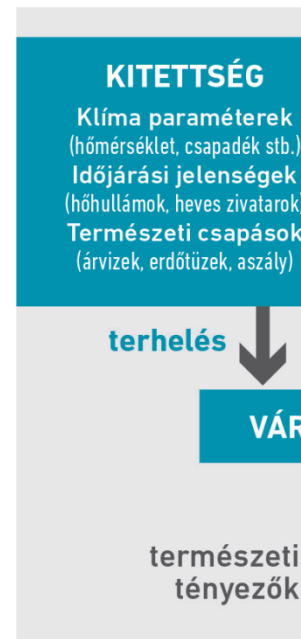 KITETTSÉG
Klíma paraméterek
(hőmérséklet, csapadék stb.)
Időjárási jelenségek
(hőhullámok, heves zivatarok)
Természeti csapások
(árvizek, erdőtüzek, aszály)
terhelés
VÁR
természeti
tényezők